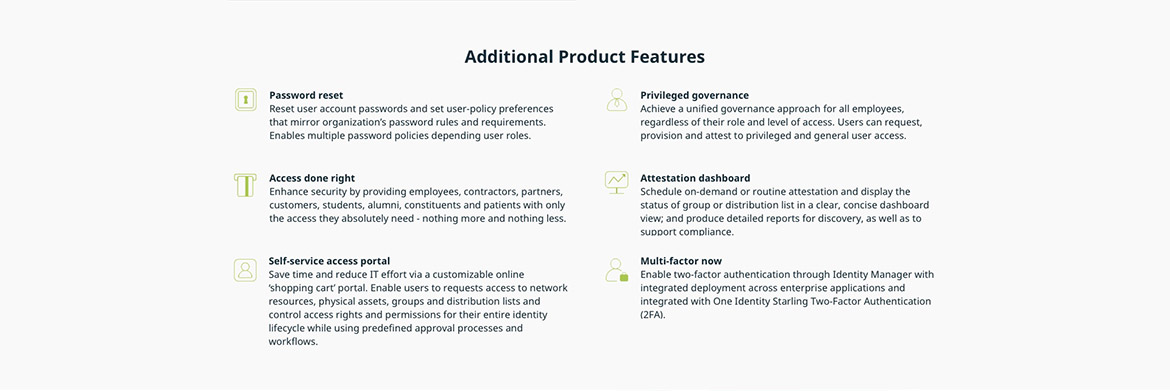 Additional Product Features
Password reset
Reset user account passwords and set user-policy preferences
that mirror organization's password rules and requirements.
Enables multiple password policies depending user roles.
Privileged governance
Achieve a unified governance approach for all employees,
regardless of their role and level of access. Users can request,
provision and attest to privileged and general user access.
Access done right
Enhance security by providing employees, contractors, partners,
customers, students, alumni, constituents and patients with only
the access they absolutely need - nothing more and nothing less.
Attestation dashboard
Schedule on-demand or routine attestation and display the
status of group or distribution list in a clear, concise dashboard
view; and produce detailed reports for discovery, as well as to
support compliance.
Self-service access portal
Save time and reduce IT effort via a customizable online
‘shopping cart’ portal. Enable users to requests access to network
resources, physical assets, groups and distribution lists and
control access rights and permissions for their entire identity
lifecycle while using predefined approval processes and
workflows.
Multi-factor now
Enable two-factor authentication through Identity Manager with
integrated deployment across enterprise applications and
integrated with One Identity Starling Two-Factor Authentication
(2FA).